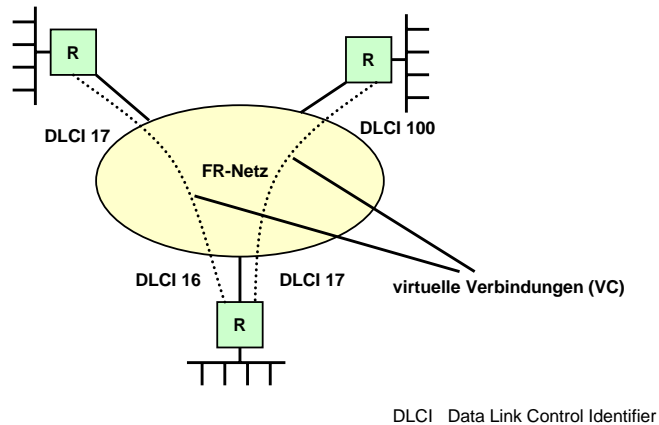 R
R
DLCI 17
DLCI 100
FR-Netz
DLCI 16
DLCI 17
virtuelle Verbindungen (VC)
R
DLCI Data Link Control Identifier